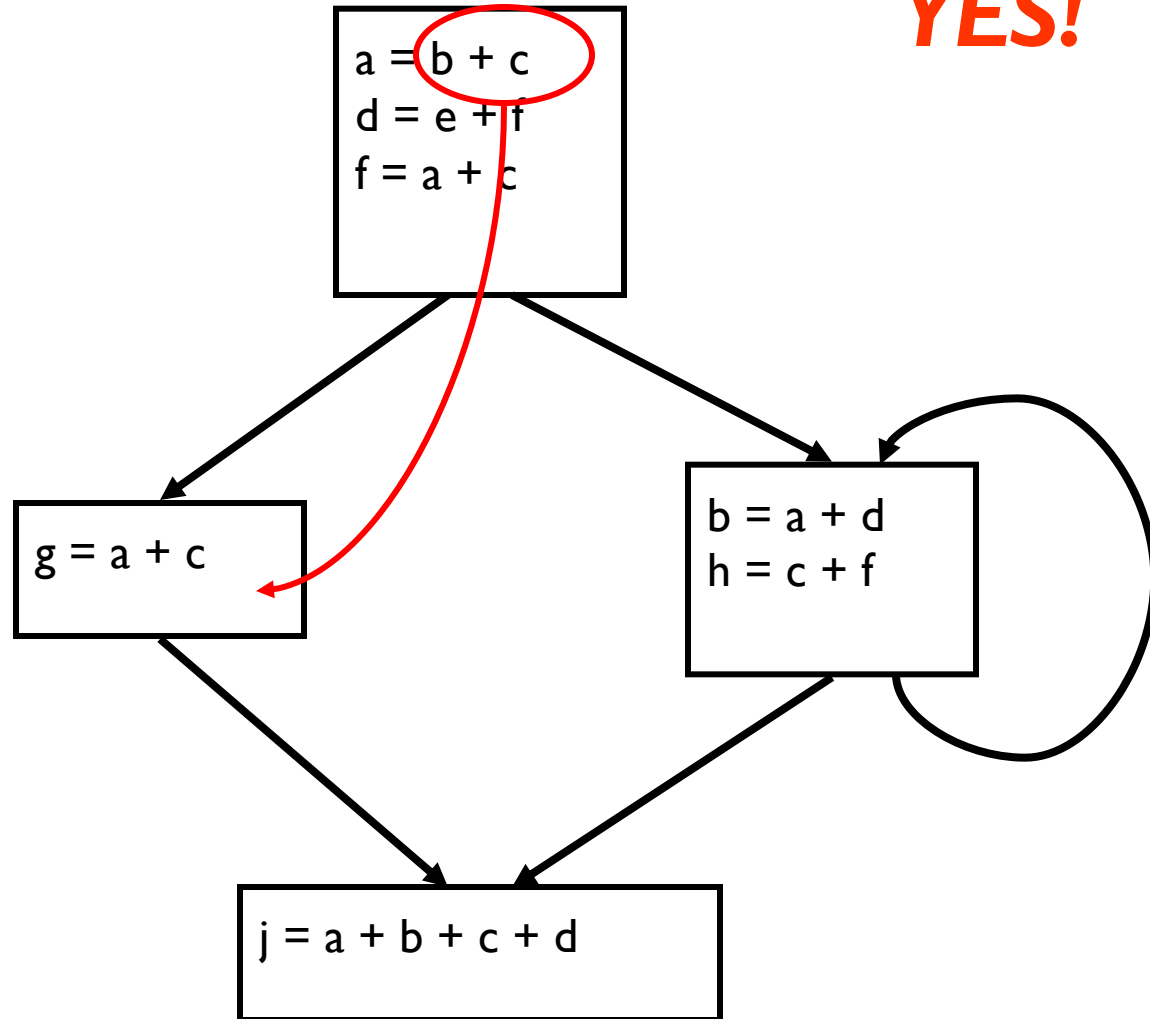 YES!
a = b + c
d = e + f
f = a + c
g = a + c
b = a + d
h = c + f
j = a + b + c + d